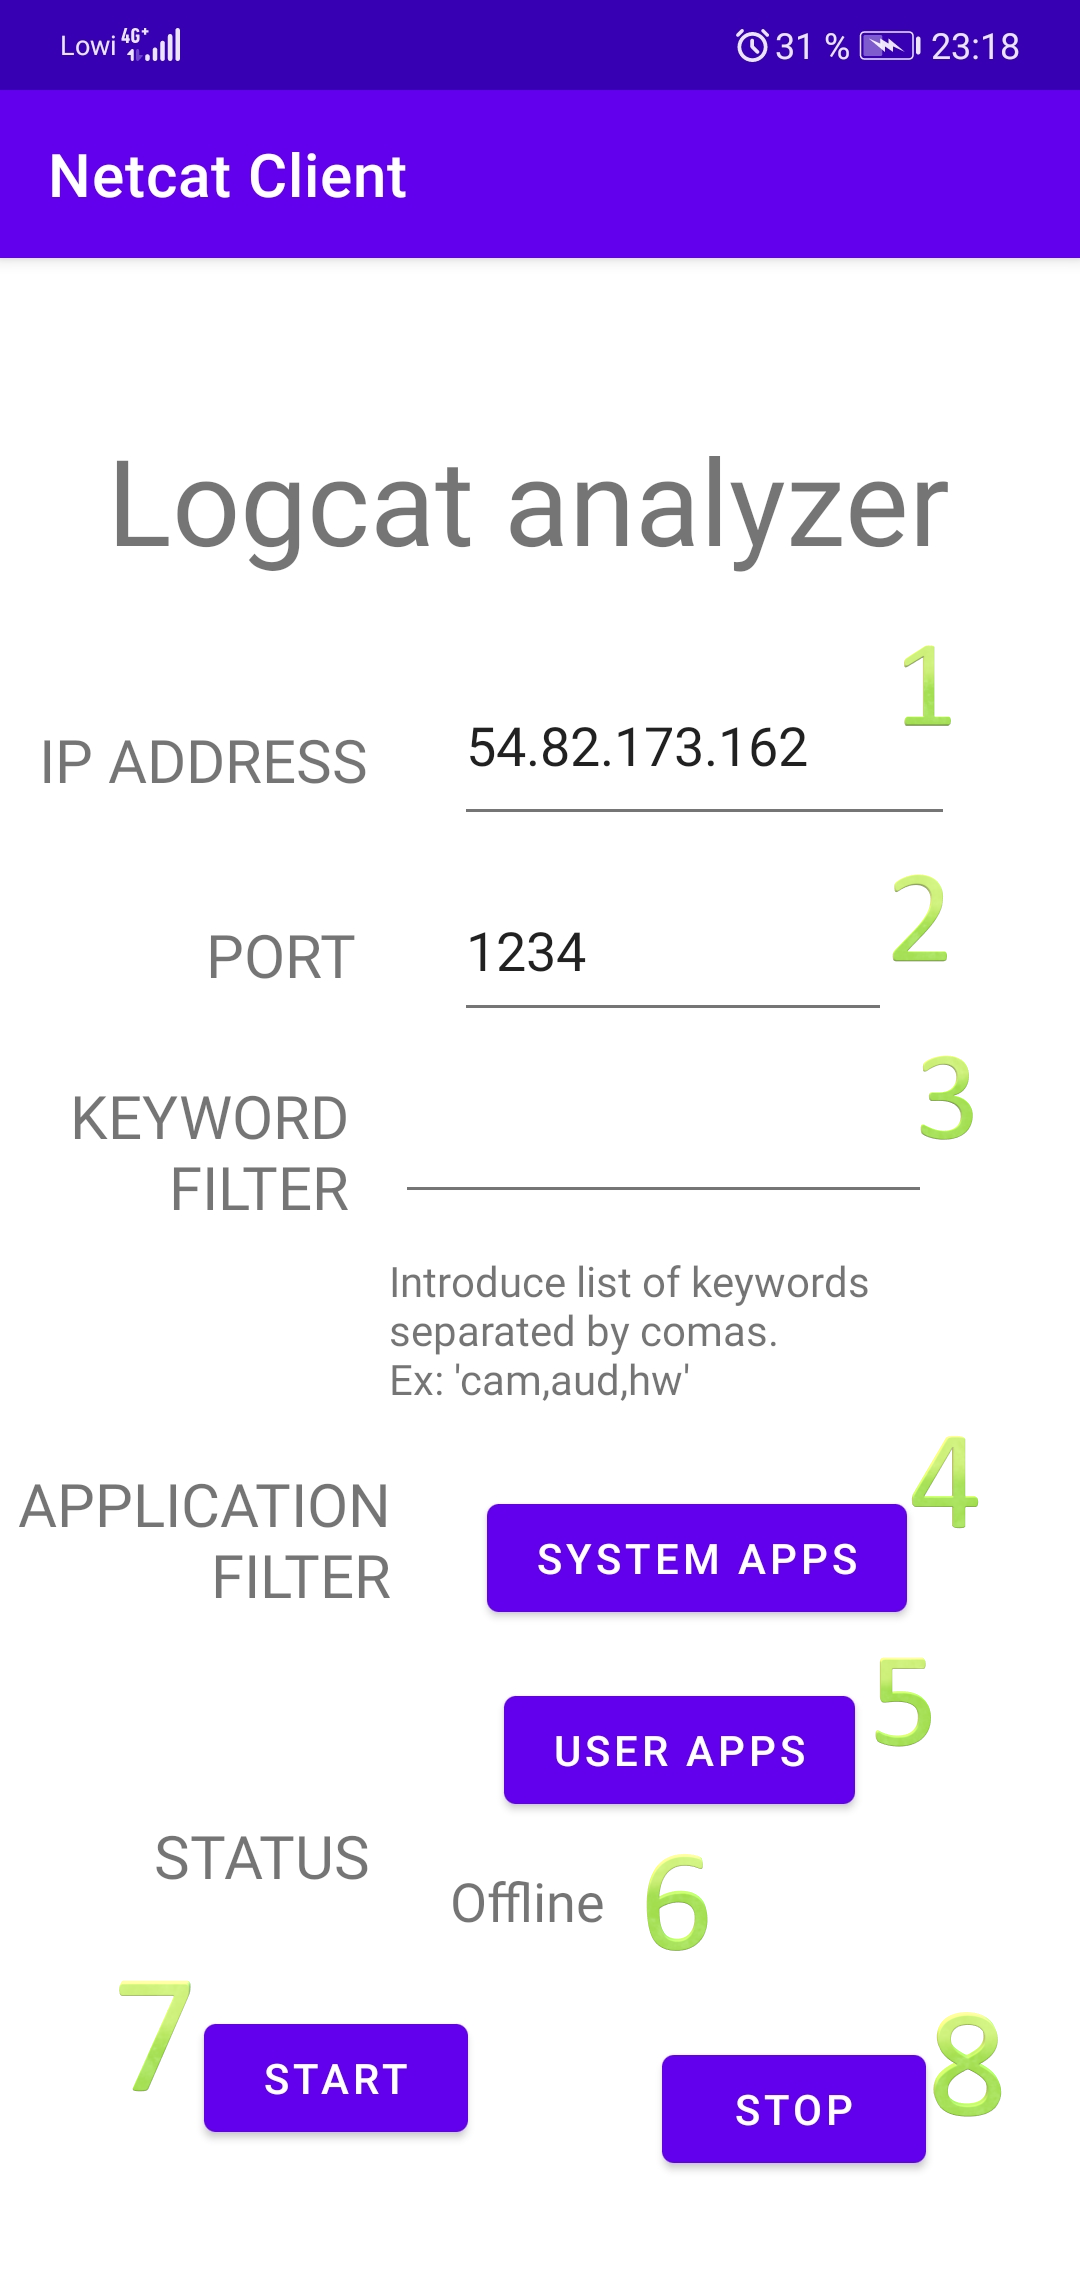 Lowi 4G+ 31 % 23:18
Netcat Client
Logcat analyzer
1
IP ADDRESS 54.82.173.162
2
PORT 1234
3
KEYWORD
FILTER
Introduce list of keywords
separated by comas.
Ex: 'cam,aud,hw'
4
APPLICATION
FILTER
SYSTEM APPS
5
USER APPS
STATUS
Offline 6
7
START
8
STOP